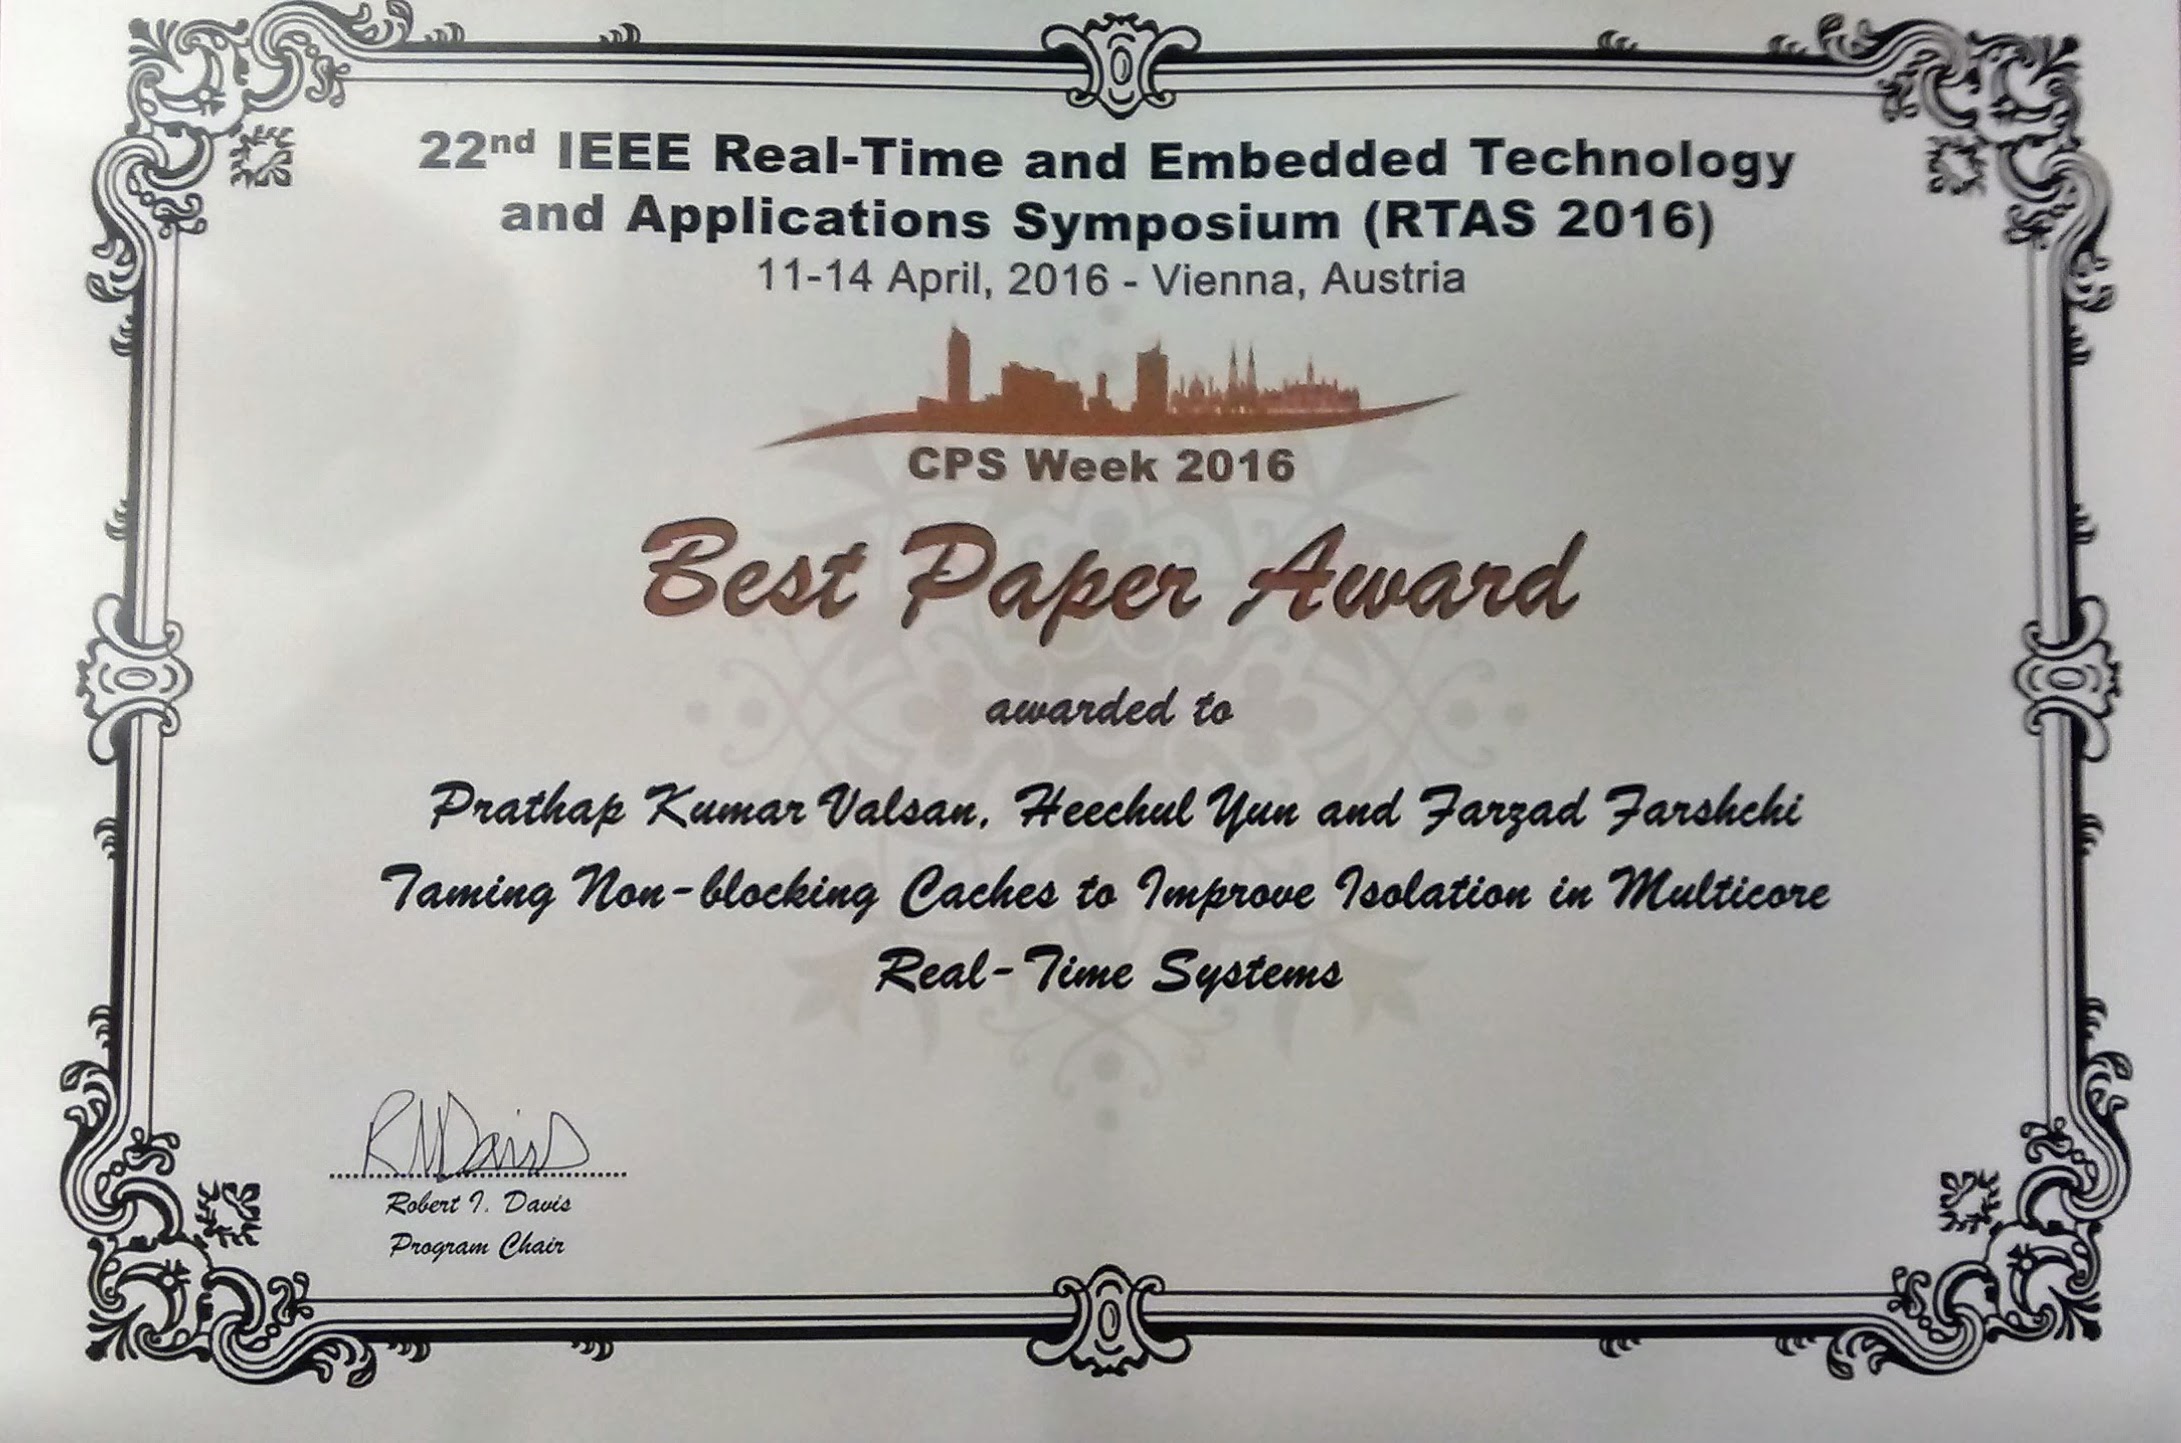 22nd IEEE Real-Time and Embedded Technology
and Applications Symposium (RTAS 2016)
11-14 April, 2016 - Vienna, Austria
CPS Week 2016
Best Paper Award
awarded to
Prathap Kumar Valsan, Heechul Yun and Farzad Farshchi
Taming Non-blocking Caches to Improve Isolation in Multicore
Real-Time Systems
RIDavis
Robert I. Davis
Program Chair